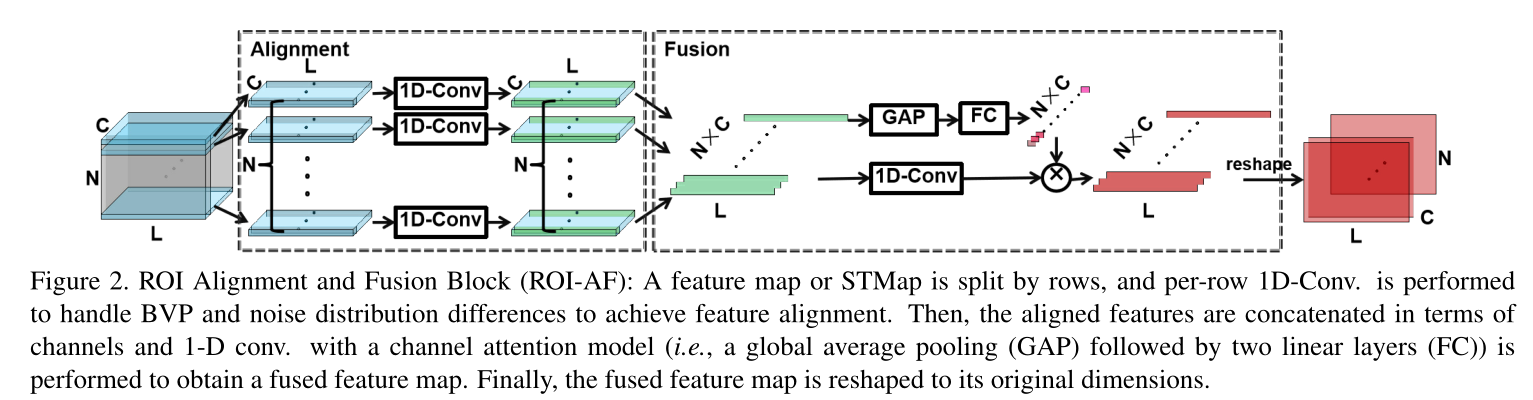 Alignment
Fusion
C
N
L
C
L
N
1D-Conv
1D-Conv
1D-Conv
C
L
N
N×C
L
GAP
FC
N×C
1D-Conv
×
N×C
L
reshape
N
C
L
Figure 2. ROI Alignment and Fusion Block (ROI-AF): A feature map or STMap is split by rows, and per-row 1D-Conv. is performed
to handle BVP and noise distribution differences to achieve feature alignment. Then, the aligned features are concatenated in terms of
channels and 1-D conv. with a channel attention model (i.e., a global average pooling (GAP) followed by two linear layers (FC)) is
performed to obtain a fused feature map. Finally, the fused feature map is reshaped to its original dimensions.